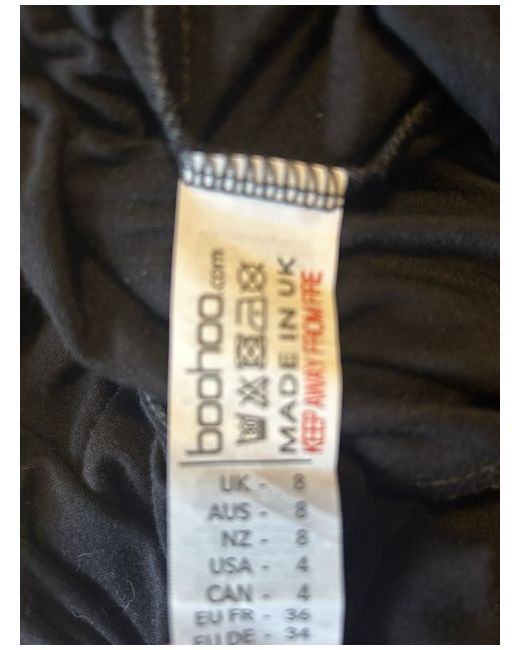 boohoo.com
MADE IN UK
KEEP AWAY FROM FIRE
UK - 8
AUS - 8
NZ - 8
USA - 4
CAN - 4
EU FR - 36
EU DE - 34